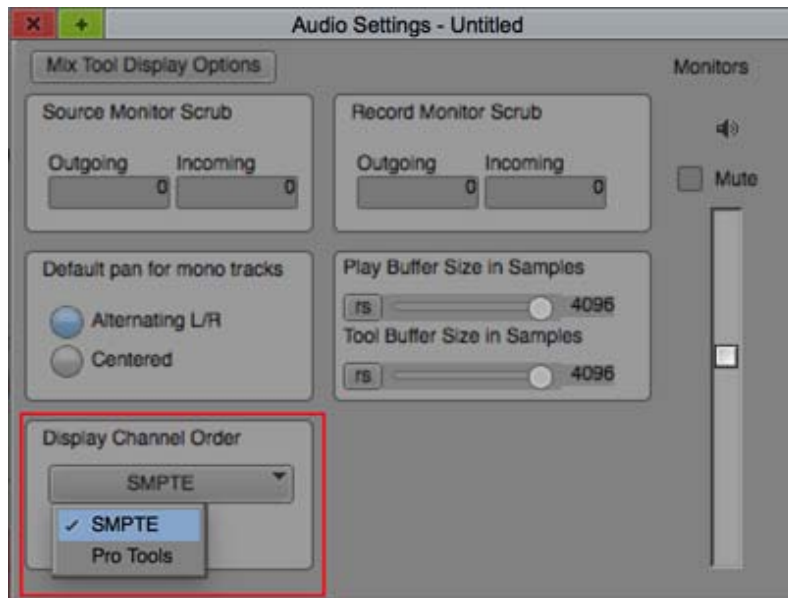 Audio Settings - Untitled
Mix Tool Display Options
Monitors
Source Monitor Scrub
Outgoing Incoming
0 0
Record Monitor Scrub
Outgoing Incoming
0 0
Mute
Default pan for mono tracks
Alternating L/R
Centered
Play Buffer Size in Samples
rs 4096
Tool Buffer Size in Samples
rs 4096
Display Channel Order
SMPTE
✓ SMPTE
Pro Tools